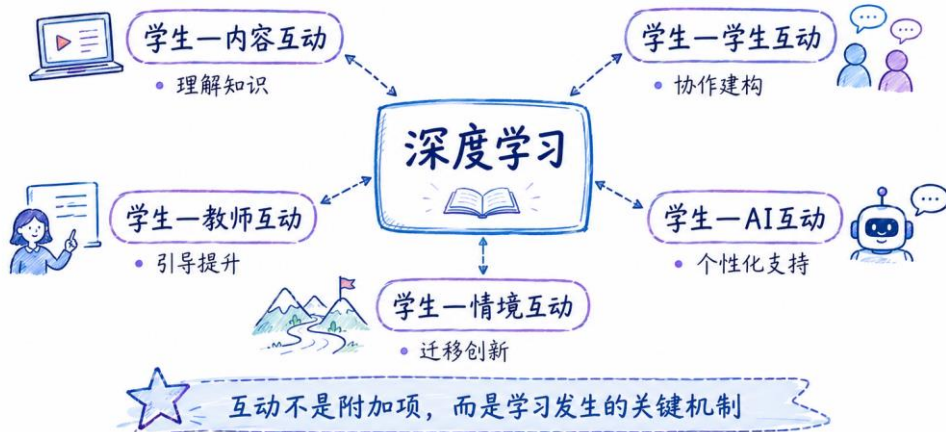 学生—内容互动
• 理解知识
学生—学生互动
• 协作建构
深度学习
学生—教师互动
• 引导提升
学生—AI互动
• 个性化支持
学生—情境互动
• 迁移创新
互动不是附加项，而是学习发生的关键机制